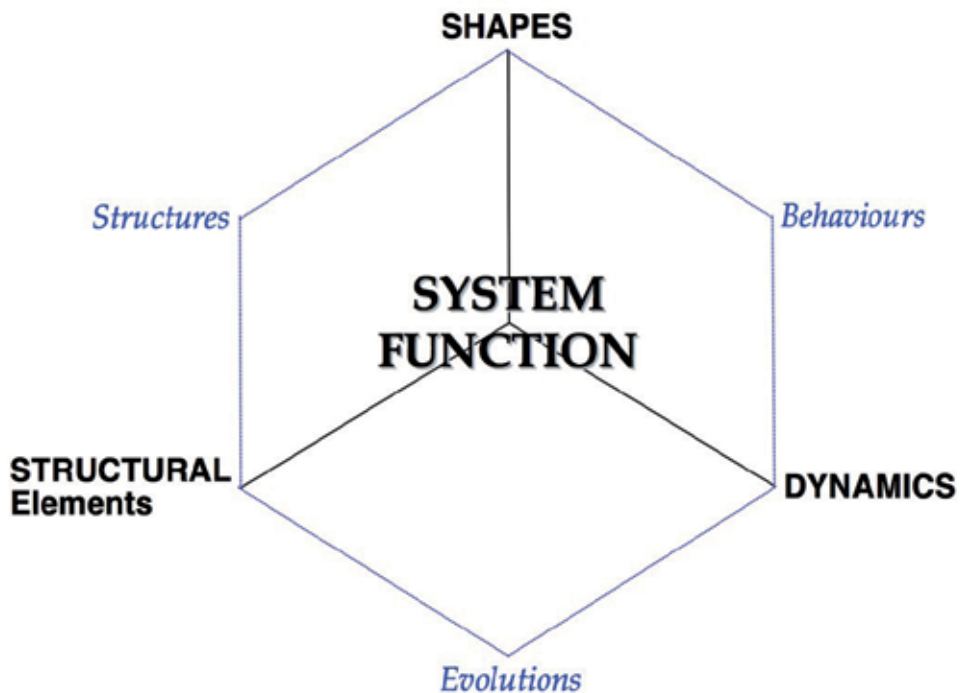 SHAPES
Structures
Behaviours
SYSTEM
FUNCTION
STRUCTURAL
Elements
DYNAMICS
Evolutions